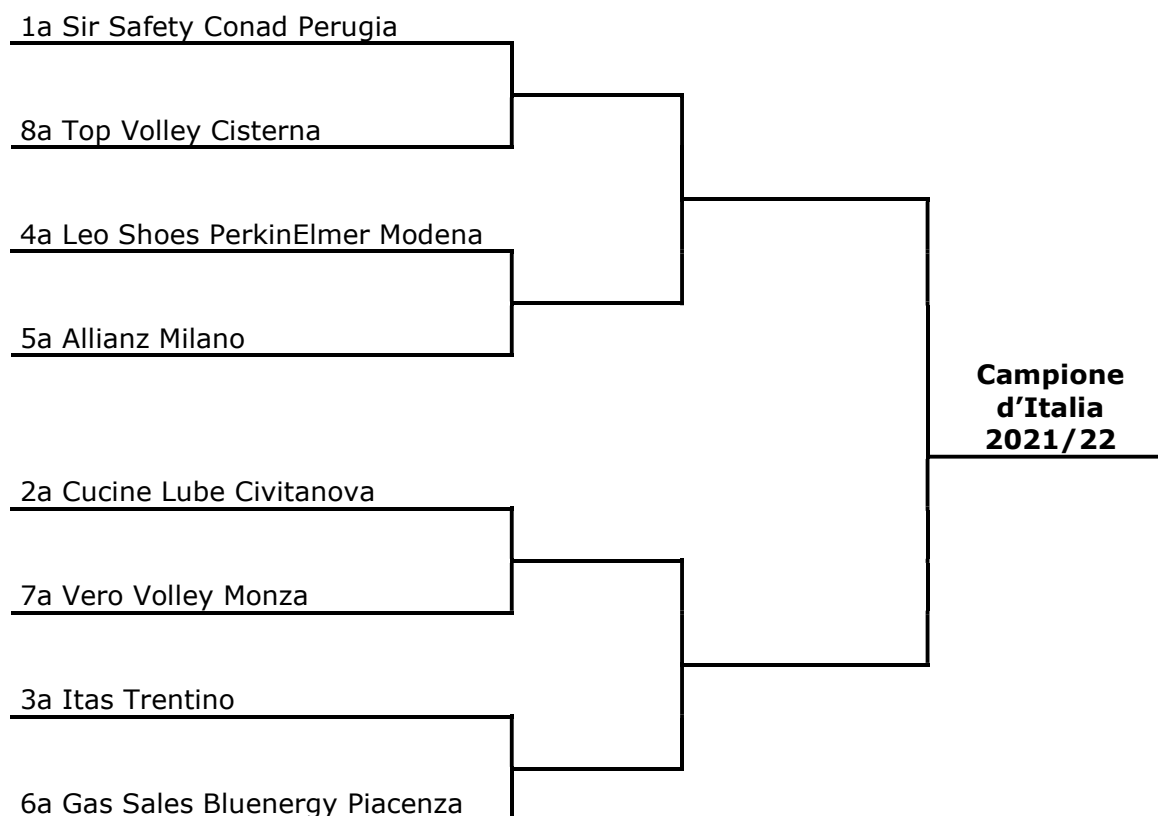 1a Sir Safety Conad Perugia
8a Top Volley Cisterna
4a Leo Shoes PerkinElmer Modena
5a Allianz Milano
Campione
d’Italia
2021/22
2a Cucine Lube Civitanova
7a Vero Volley Monza
3a Itas Trentino
6a Gas Sales Bluenergy Piacenza